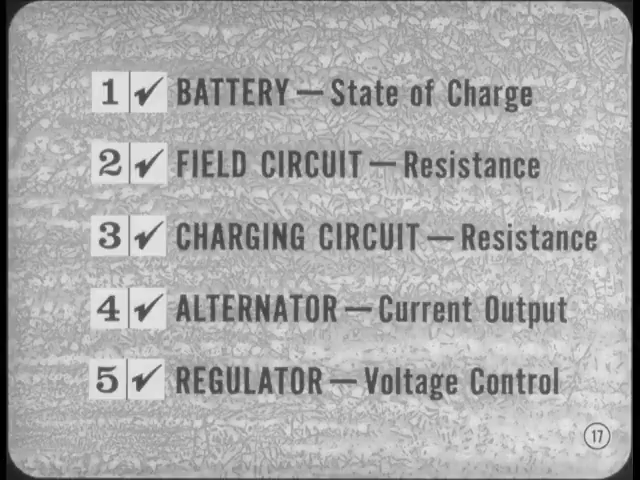 1 ✓ BATTERY — State of Charge
2 ✓ FIELD CIRCUIT — Resistance
3 ✓ CHARGING CIRCUIT — Resistance
4 ✓ ALTERNATOR — Current Output
5 ✓ REGULATOR — Voltage Control
17